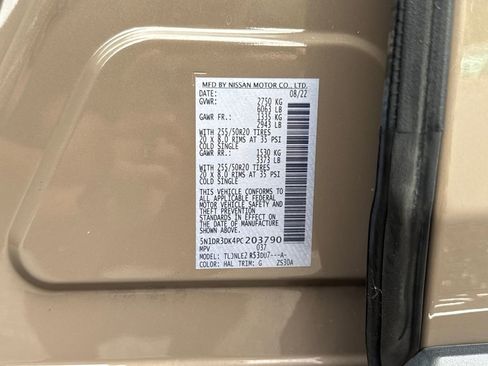 MFD BY NISSAN MOTOR CO., LTD.
DATE: 08/22
GVWR: 2750 KG
6063 LB
GAWR FR.: 1335 KG
2943 LB
WITH 255/50R20 TIRES
20 x 8.0 RIMS AT 35 PSI
COLD SINGLE
GAWR RR.: 1530 KG
3373 LB
WITH 255/50R20 TIRES
20 x 8.0 RIMS AT 35 PSI
COLD SINGLE
THIS VEHICLE CONFORMS TO
ALL APPLICABLE FEDERAL
MOTOR VEHICLE SAFETY AND
STANDARDS IN EFFECT ON
THE DATE OF MANUFACTURE
SHOWN ABOVE.
5N1DR3DK4PC203790
MPV 037
MODEL: TLJNLE2 R53DU7---A-
COLOR: HAL TRIM: G ZS30A